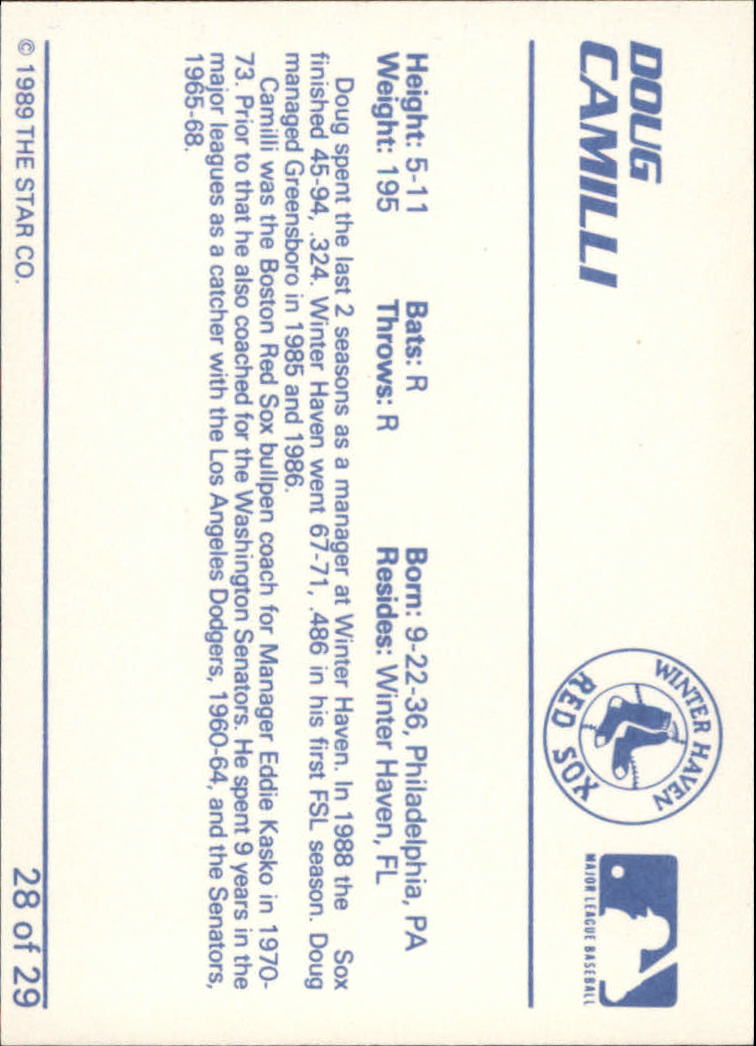 DOUG
CAMILLI
WINTER HAVEN
RED SOX
MAJOR LEAGUE BASEBALL
Height: 5-11 Bats: R Born: 9-22-36, Philadelphia, PA
Weight: 195 Throws: R Resides: Winter Haven, FL
Doug spent the last 2 seasons as a manager at Winter Haven. In 1988 the Sox
finished 45-94, .324. Winter Haven went 67-71, .486 in his first FSL season. Doug
managed Greensboro in 1985 and 1986.
Camilli was the Boston Red Sox bullpen coach for Manager Eddie Kasko in 1970-
73. Prior to that he also coached for the Washington Senators. He spent 9 years in the
major leagues as a catcher with the Los Angeles Dodgers, 1960-64, and the Senators,
1965-68.
© 1989 THE STAR CO. 28 of 29